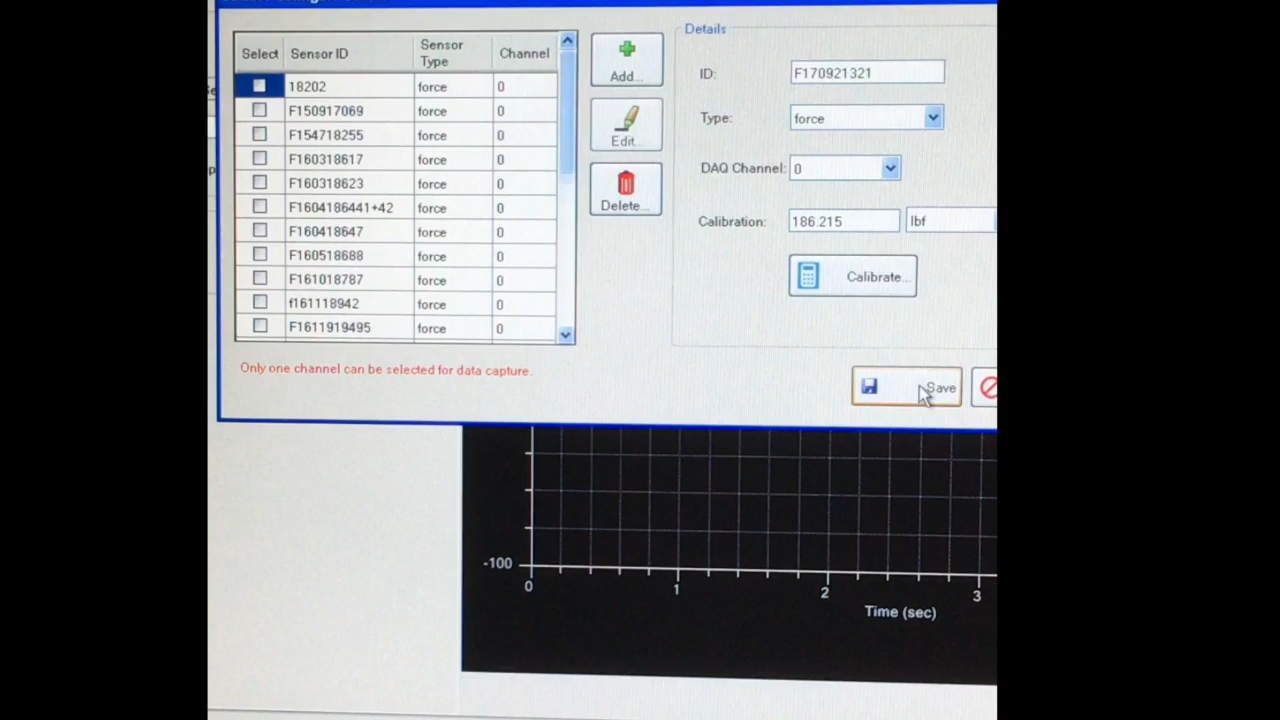 Select Sensor ID Sensor Type Channel
18202 force 0
F150917069 force 0
F154718255 force 0
F160318617 force 0
F160318623 force 0
F1604186441+42 force 0
F160418647 force 0
F160518688 force 0
F161018787 force 0
f161118942 force 0
F1611919495 force 0
Add...
Edit...
Delete...
Details
ID: F170921321
Type: force
DAQ Channel: 0
Calibration: 186.215 lbf
Calibrate...
Only one channel can be selected for data capture.
Save
-100
0 1 2 3
Time (sec)